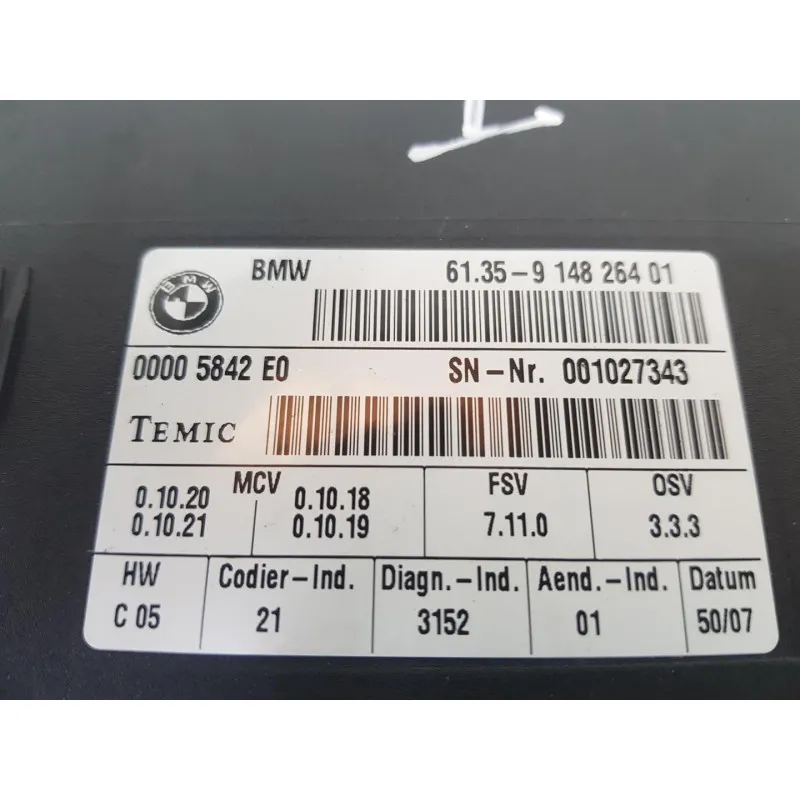 BMW
BMW 61.35-9 148 264 01
0000 5842 E0 SN-Nr. 001027343
TEMIC
MCV FSV OSV
0.10.20 0.10.18 7.11.0 3.3.3
0.10.21 0.10.19
HW Codier-Ind. Diagn.-Ind. Aend.-Ind. Datum
C 05 21 3152 01 50/07